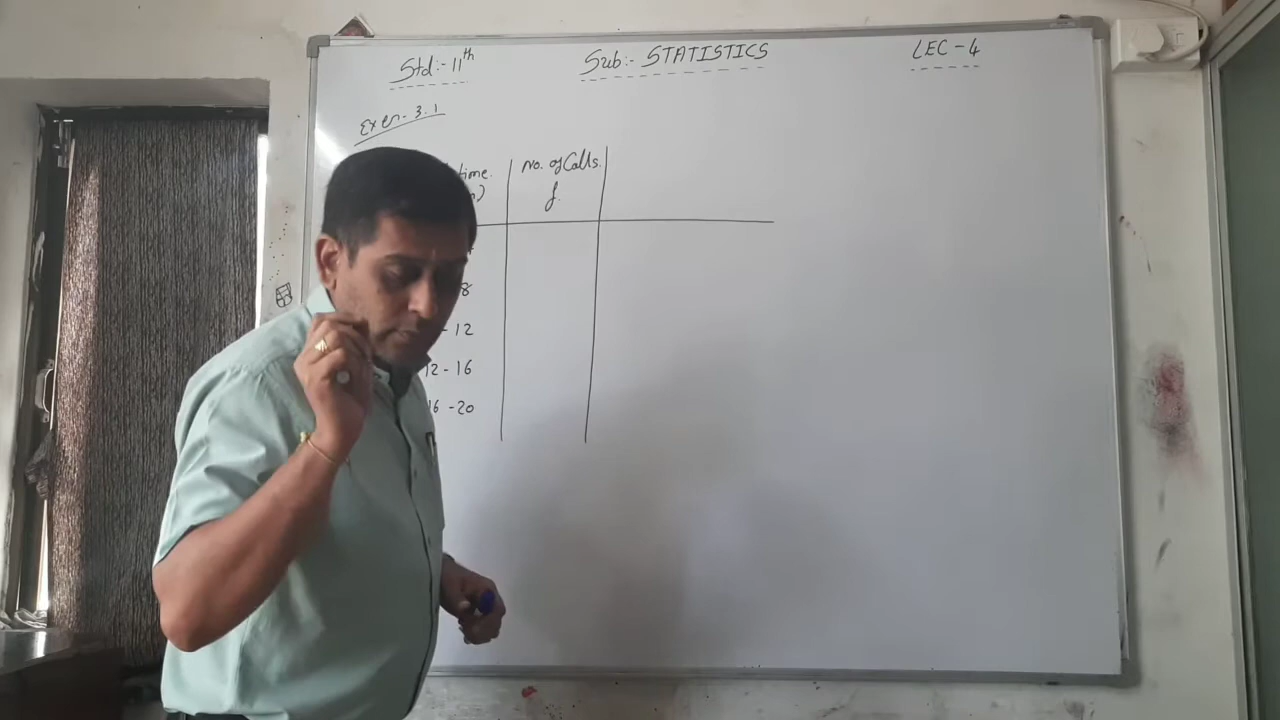 Std:- 11th Sub:- STATISTICS LEC-4
Exer- 3.1
time. No. of Calls.
f.
8
- 12
12 - 16
16 - 20